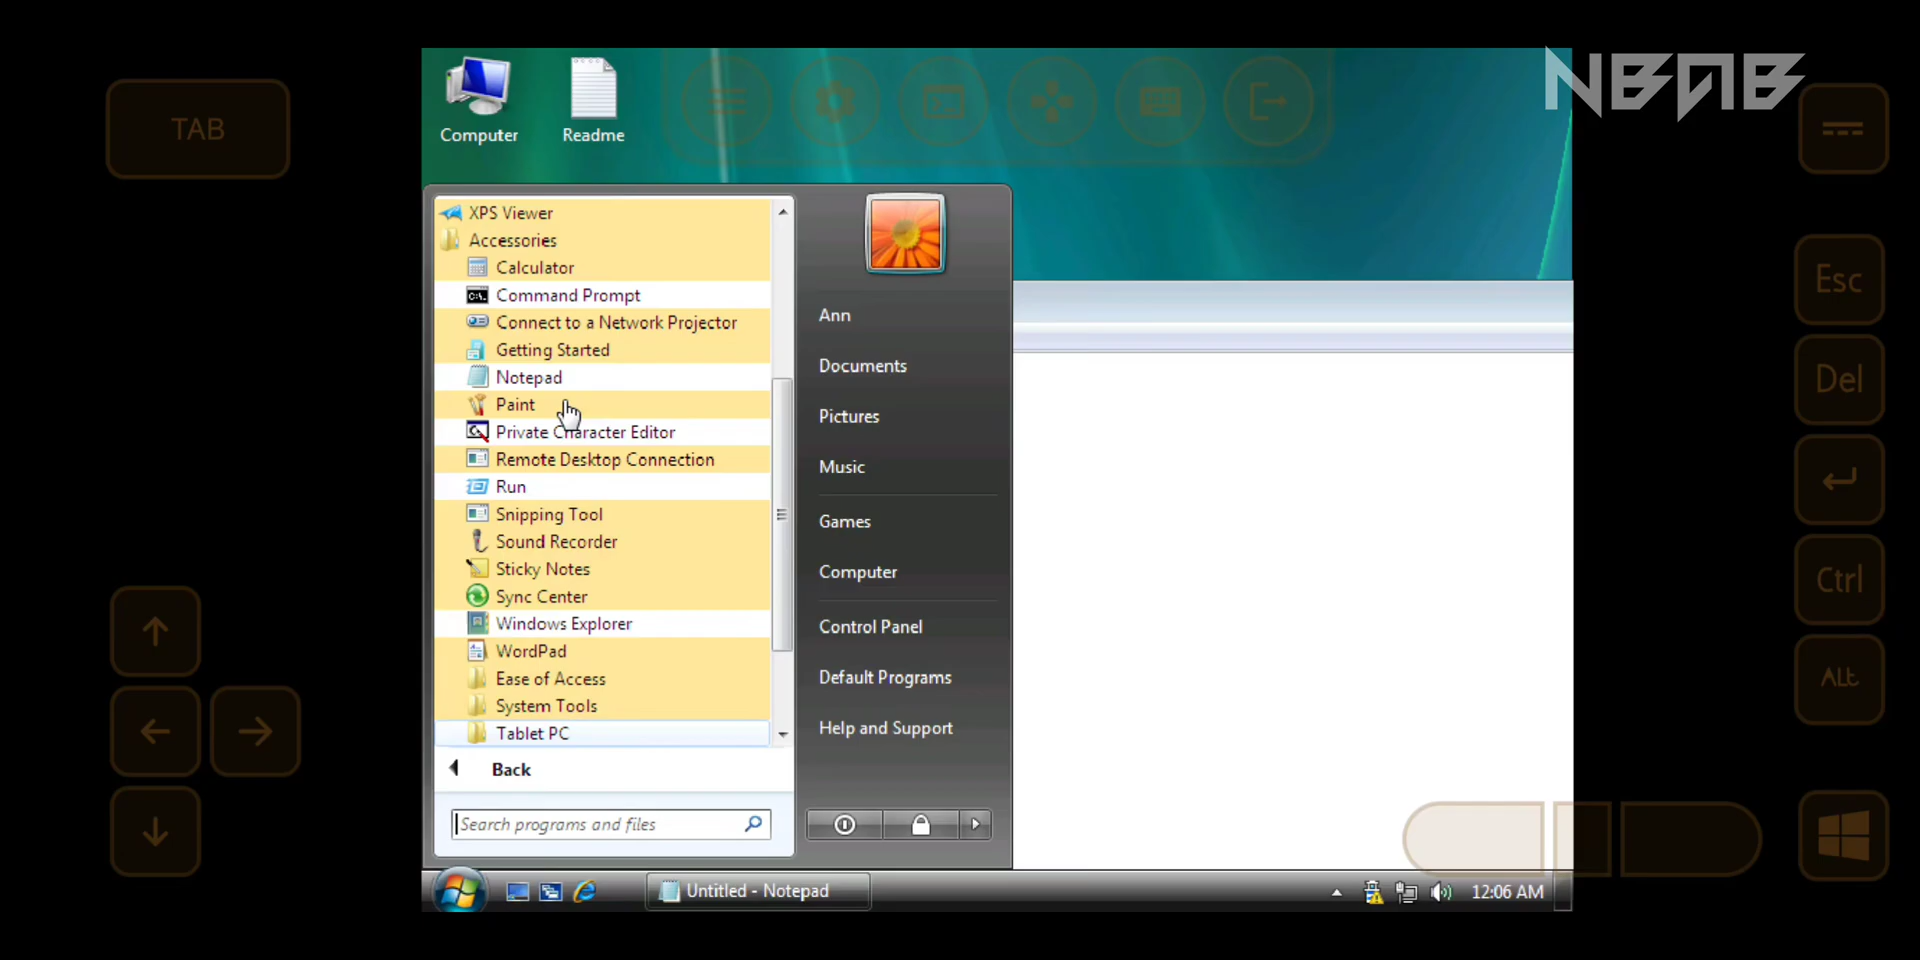 NBAB
TAB
Computer
Readme
XPS Viewer
Accessories
Calculator
Command Prompt
Connect to a Network Projector
Getting Started
Notepad
Paint
Private Character Editor
Remote Desktop Connection
Run
Snipping Tool
Sound Recorder
Sticky Notes
Sync Center
Windows Explorer
WordPad
Ease of Access
System Tools
Tablet PC
Back
Search programs and files
Ann
Documents
Pictures
Music
Games
Computer
Control Panel
Default Programs
Help and Support
Untitled - Notepad
12:06 AM
Esc
Del
Ctrl
ALt